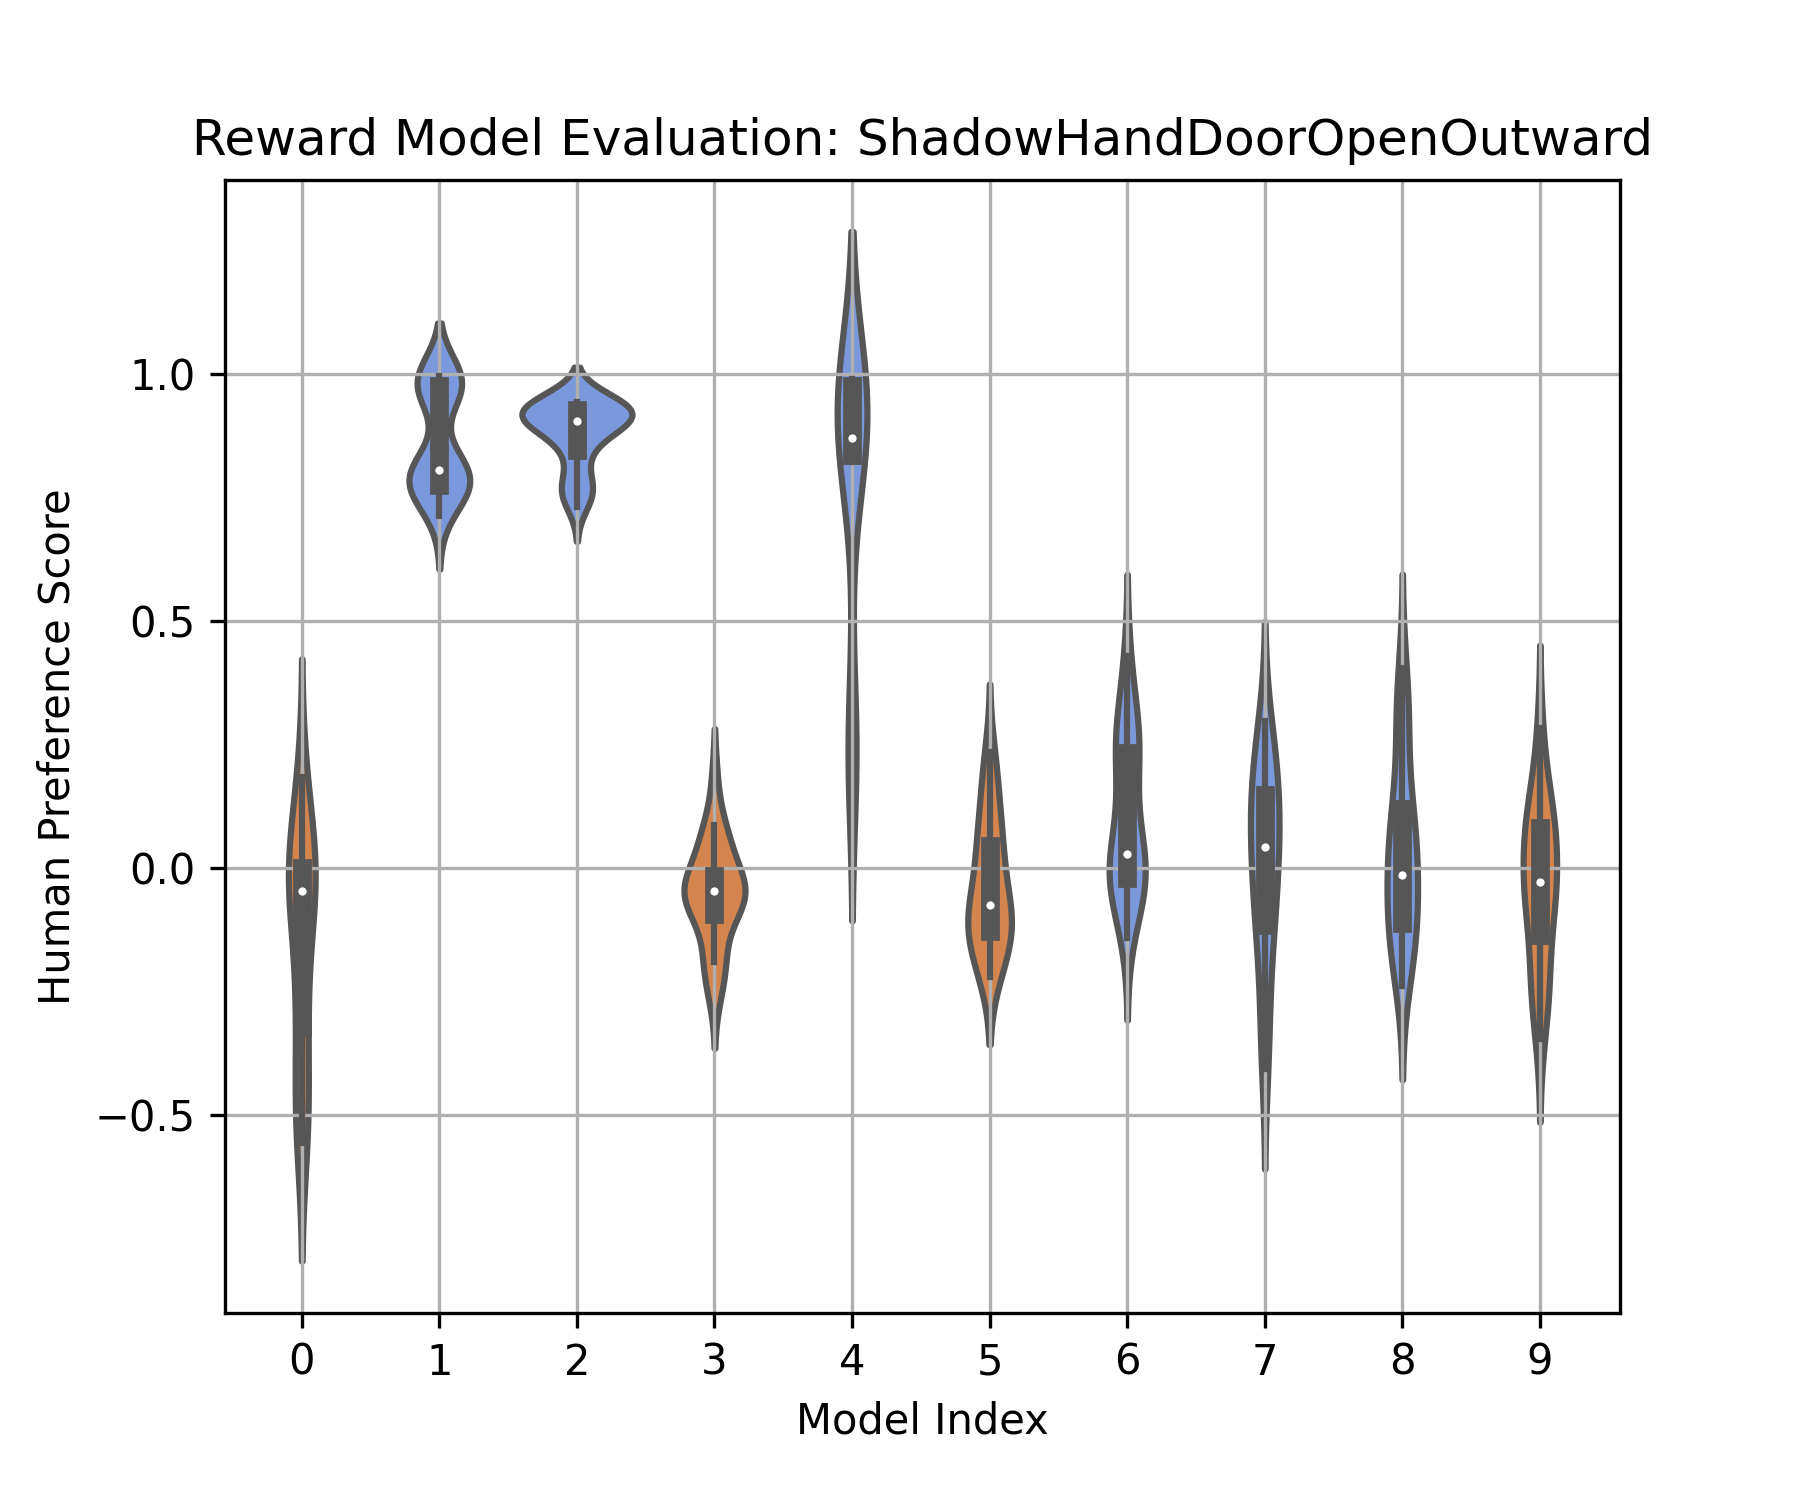 Reward Model Evaluation: ShadowHandDoorOpenOutward
Human Preference Score
1.0
0.5
0.0
−0.5
0 1 2 3 4 5 6 7 8 9
Model Index